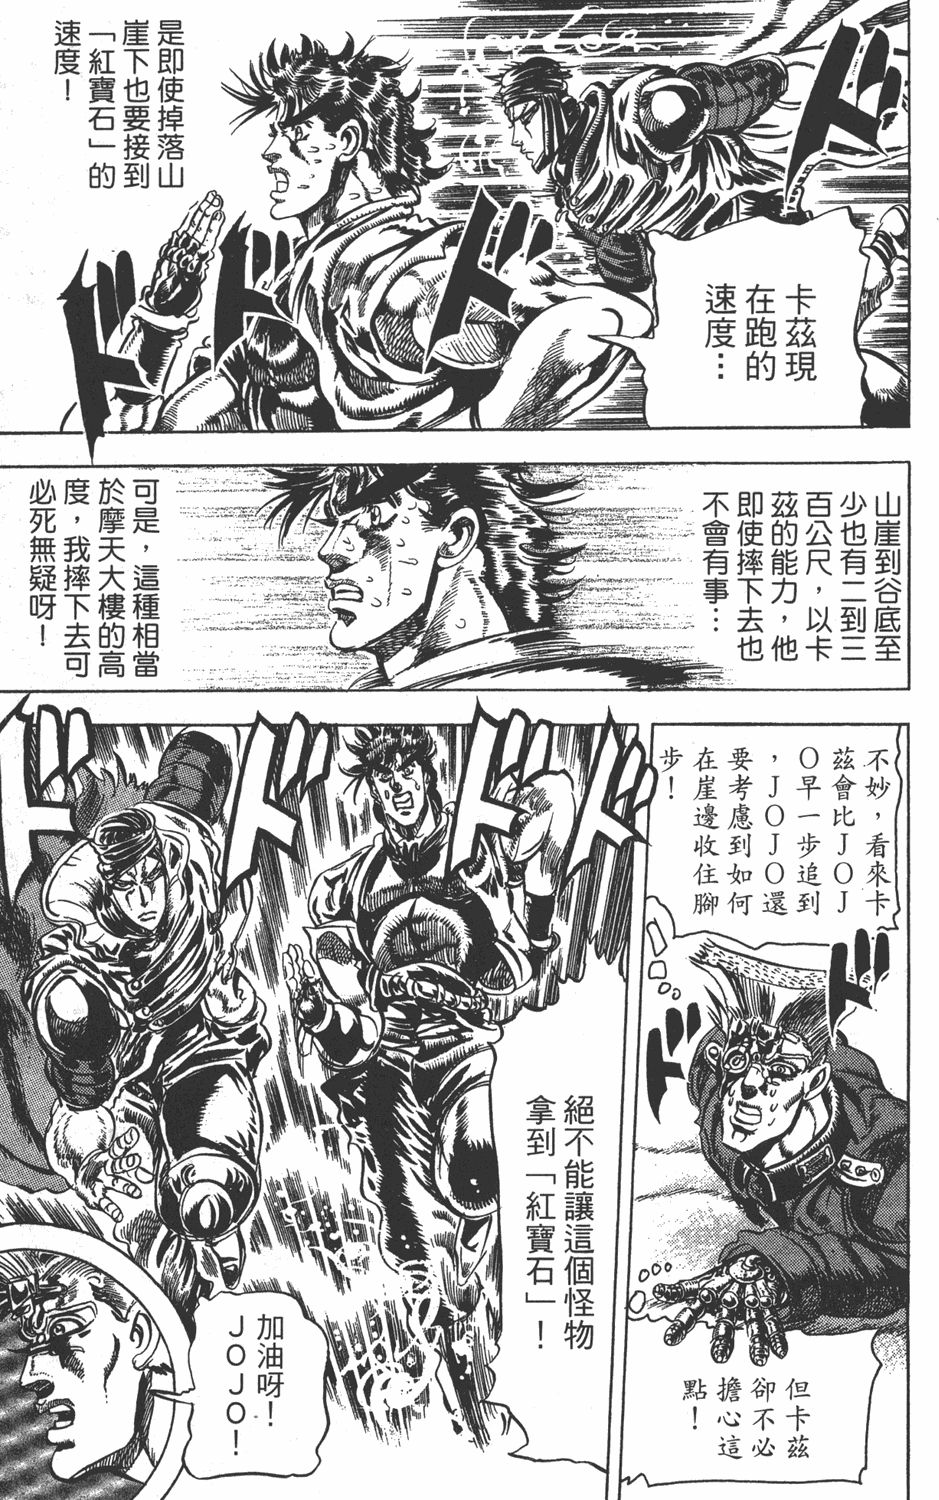 卡茲現
在跑的
速度…
是即使掉落山
崖下也要接到
「紅寶石」的
速度！
山崖到谷底至
少也有二到三
百公尺，以卡
茲的能力，他
即使摔下去也
不會有事…
可是，這種相當
於摩天大樓的高
度，我摔下去可
必死無疑呀！
不妙，看來卡
茲會比ＪＯＪ
Ｏ早一步追到
，ＪＯＪＯ還
要考慮到如何
在崖邊收住腳
步！
但卡茲
卻不必
擔心這
點！
絕不能讓這個怪物
拿到「紅寶石」！
加油呀！
ＪＯＪＯ！
ドドドドド
ドドドド
ドド